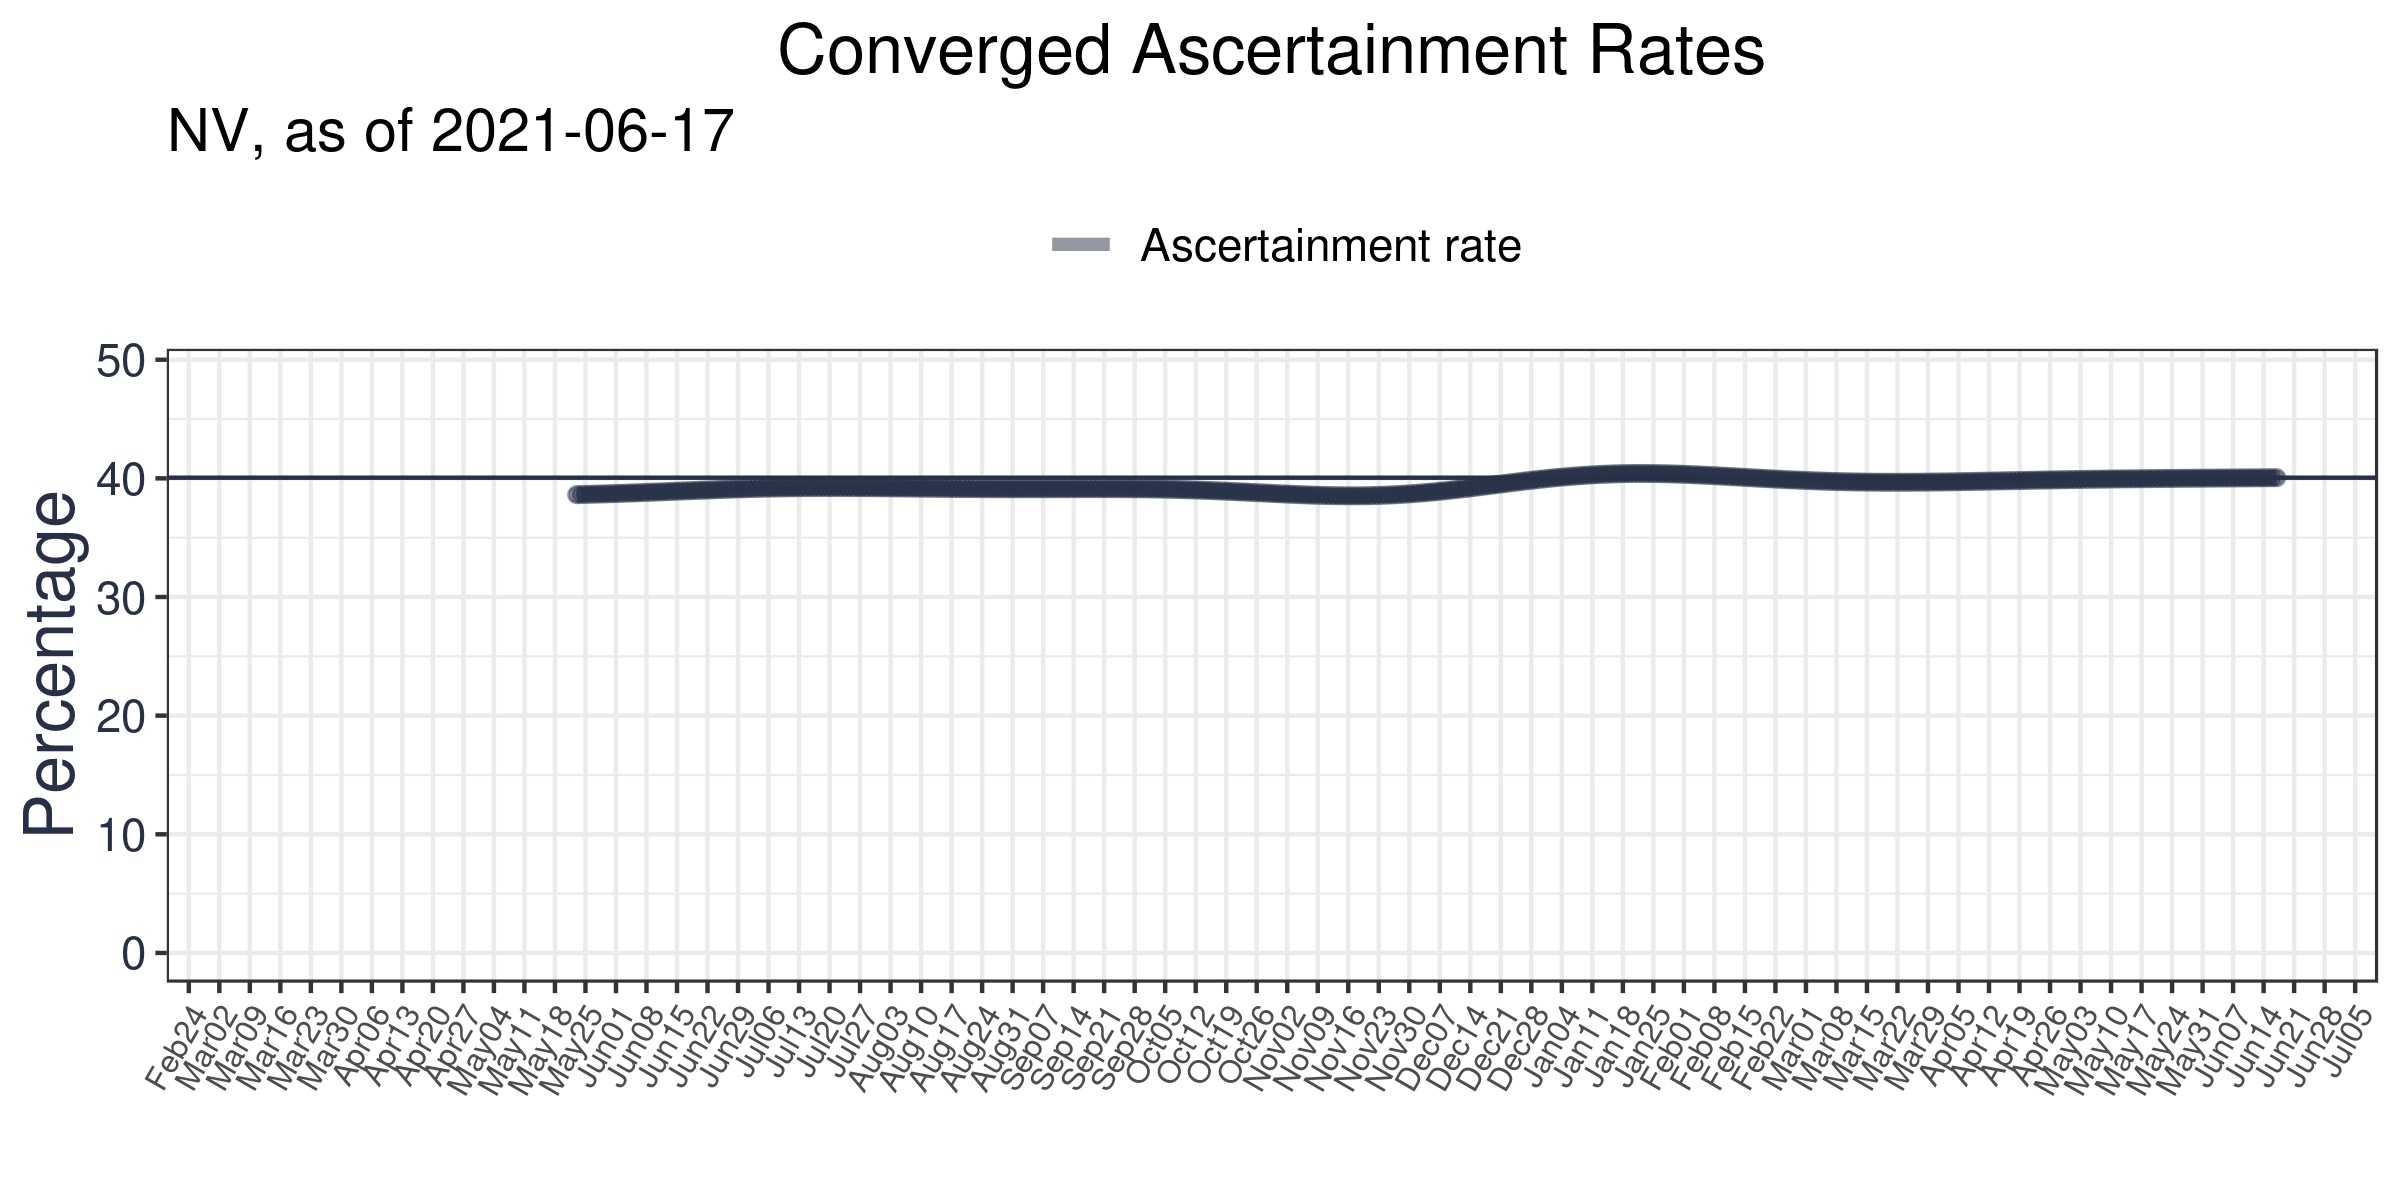 Converged Ascertainment Rates
NV, as of 2021-06-17
Ascertainment rate
Percentage
50
40
30
20
10
0
Feb24
Mar02
Mar09
Mar16
Mar23
Mar30
Apr06
Apr13
Apr20
Apr27
May04
May11
May18
May25
Jun01
Jun08
Jun15
Jun22
Jun29
Jul06
Jul13
Jul20
Jul27
Aug03
Aug10
Aug17
Aug24
Aug31
Sep07
Sep14
Sep21
Sep28
Oct05
Oct12
Oct19
Oct26
Nov02
Nov09
Nov16
Nov23
Nov30
Dec07
Dec14
Dec21
Dec28
Jan04
Jan11
Jan18
Jan25
Feb01
Feb08
Feb15
Feb22
Mar01
Mar08
Mar15
Mar22
Mar29
Apr05
Apr12
Apr19
Apr26
May03
May10
May17
May24
May31
Jun07
Jun14
Jun21
Jun28
Jul05